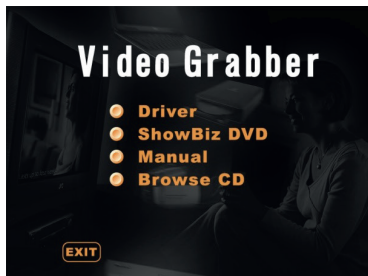 Video Grabber
Driver
ShowBiz DVD
Manual
Browse CD
EXIT